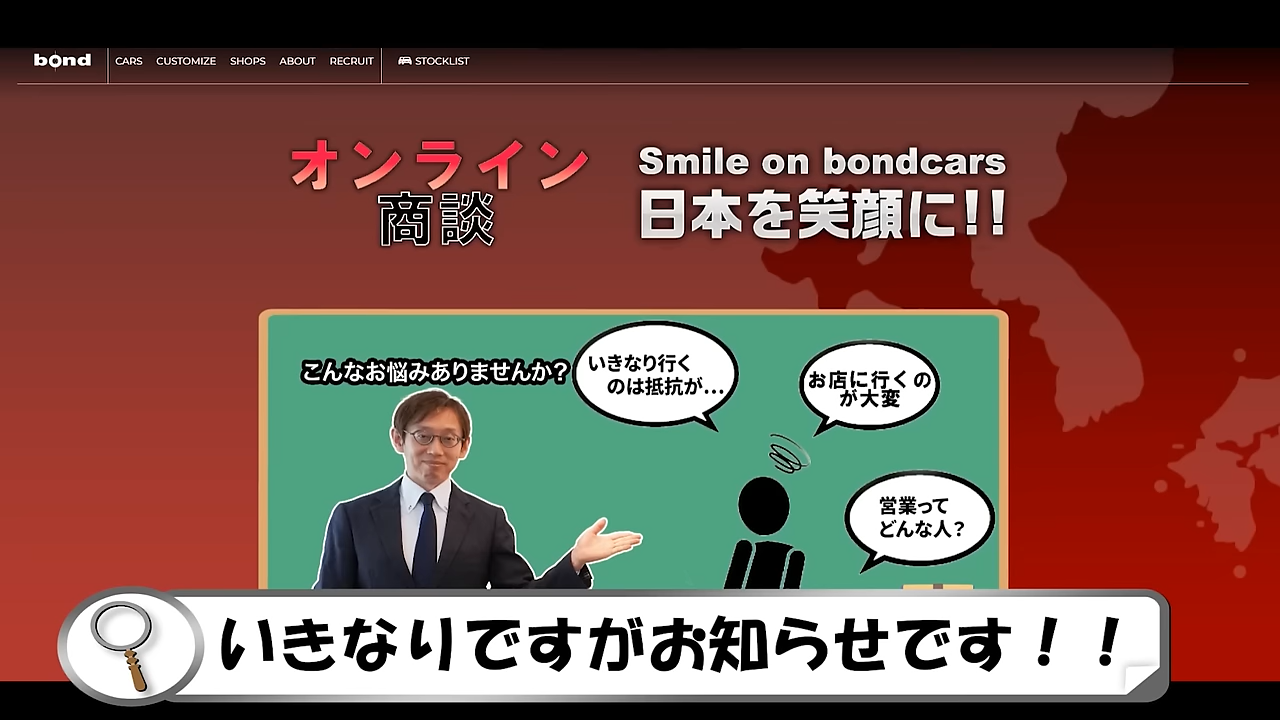 bond
CARS CUSTOMIZE SHOPS ABOUT RECRUIT STOCKLIST
オンライン
商談
Smile on bondcars
日本を笑顔に!!
こんなお悩みありませんか?
いきなり行く
のは抵抗が...
お店に行くの
が大変
営業って
どんな人?
いきなりですがお知らせです！！